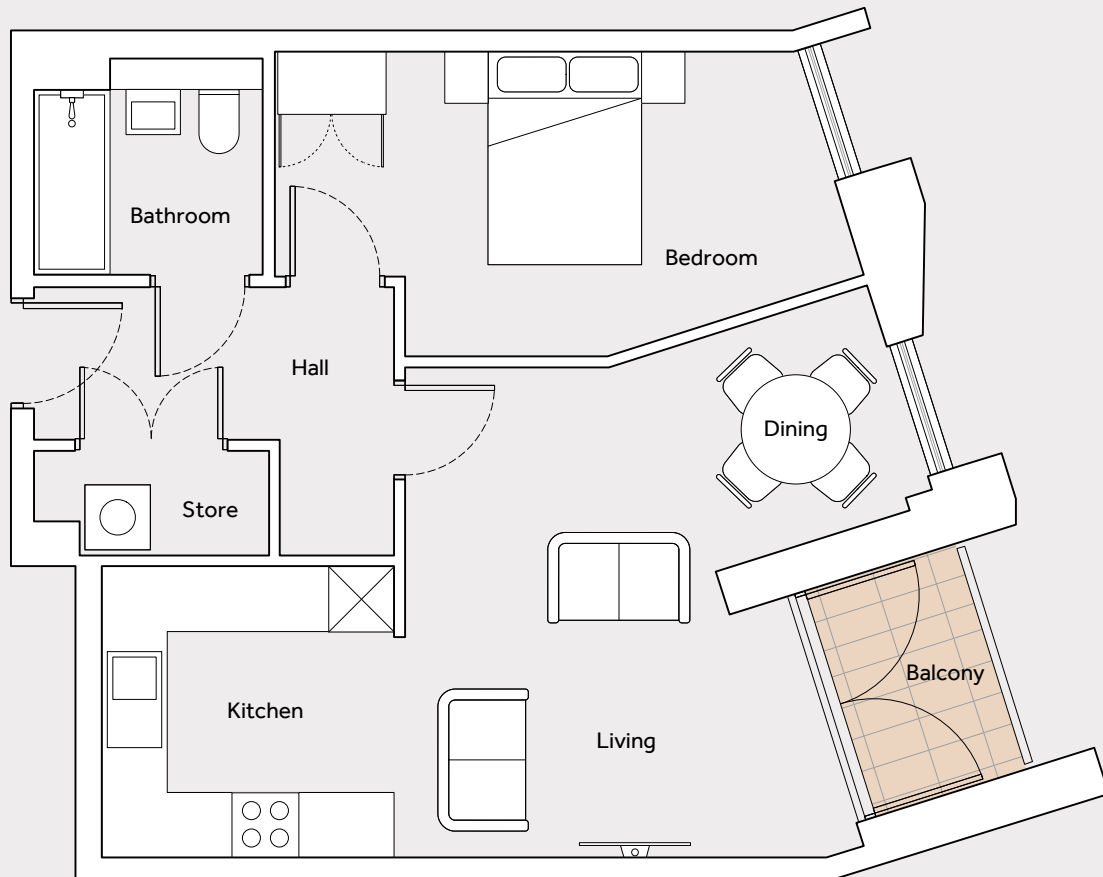 Bathroom
Bedroom
Hall
Dining
Store
Balcony
Kitchen
Living